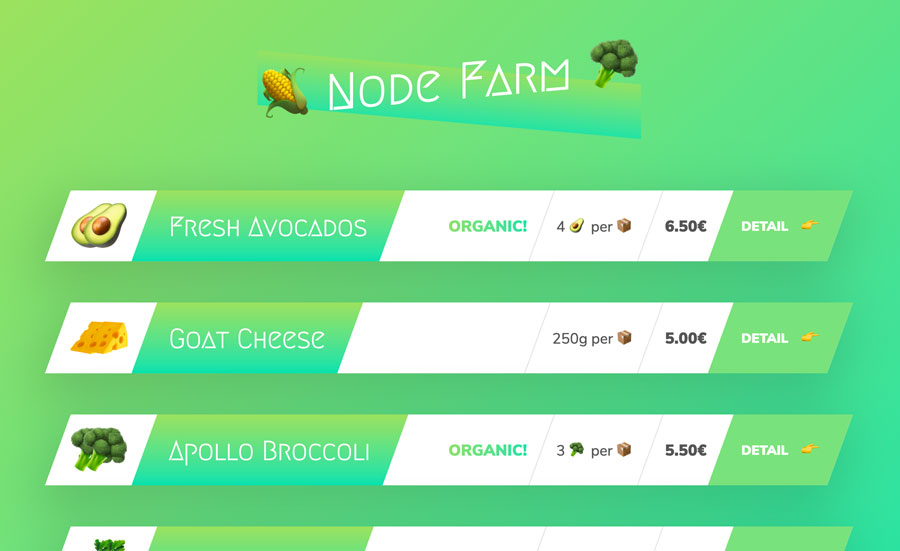 Node Farm
Fresh Avocados
ORGANIC!
4 🥑 per 📦
6.50€
DETAIL 👉
Goat Cheese
250g per 📦
5.00€
DETAIL 👉
Apollo Broccoli
ORGANIC!
3 🥦 per 📦
5.50€
DETAIL 👉